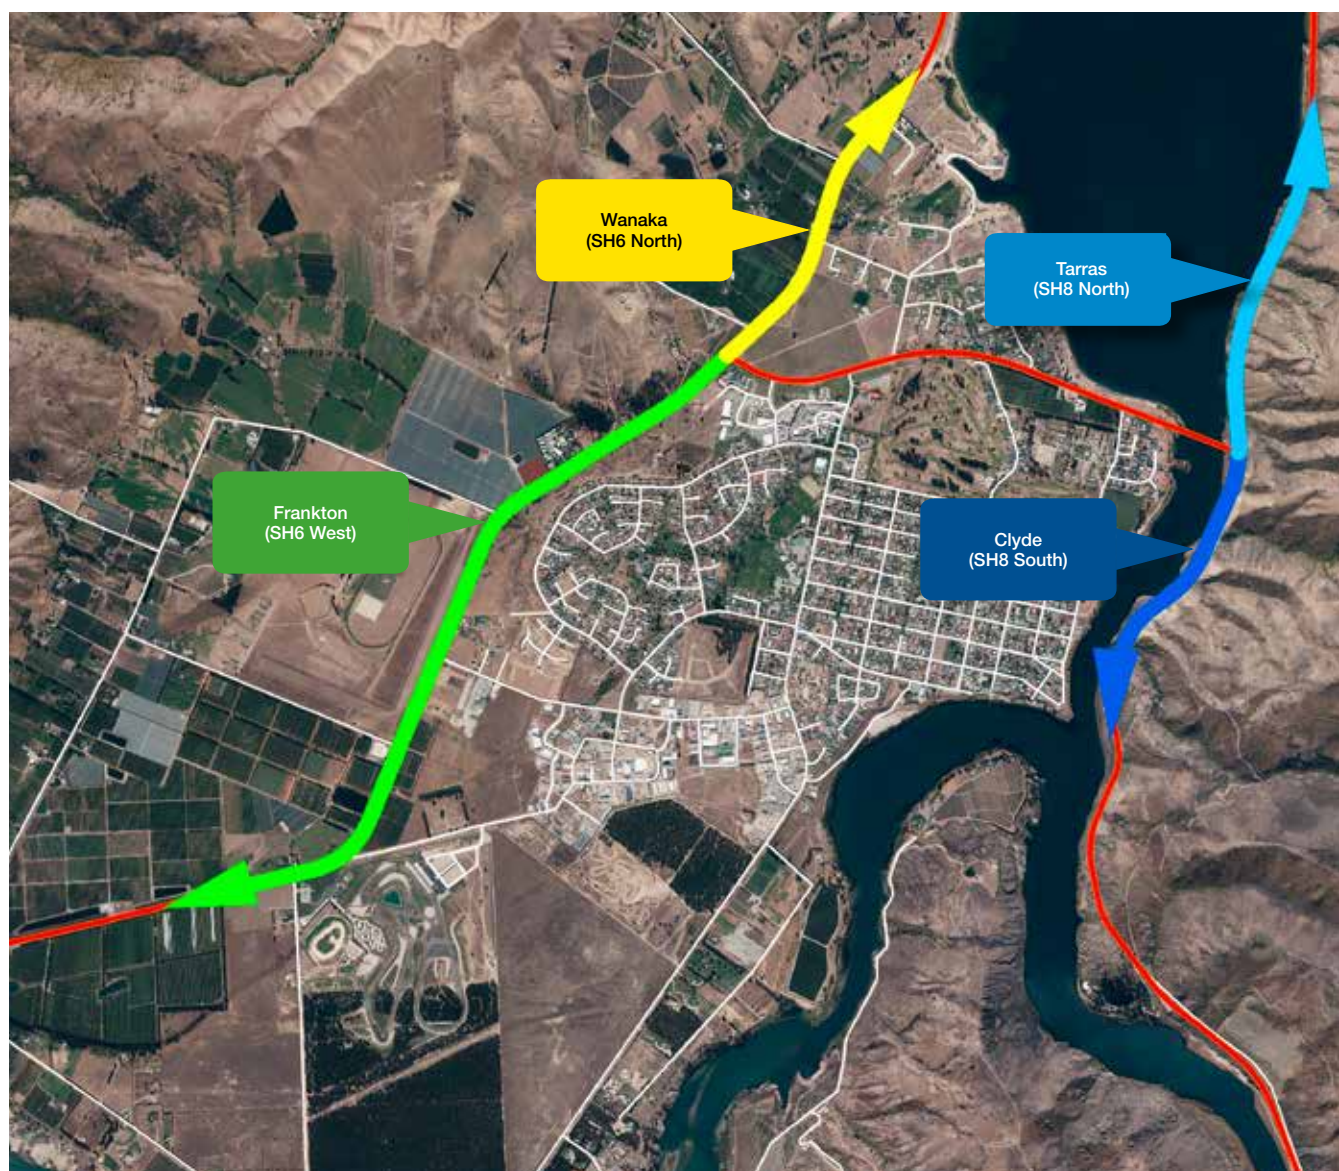 Wanaka
(SH6 North)
Tarras
(SH8 North)
Frankton
(SH6 West)
Clyde
(SH8 South)